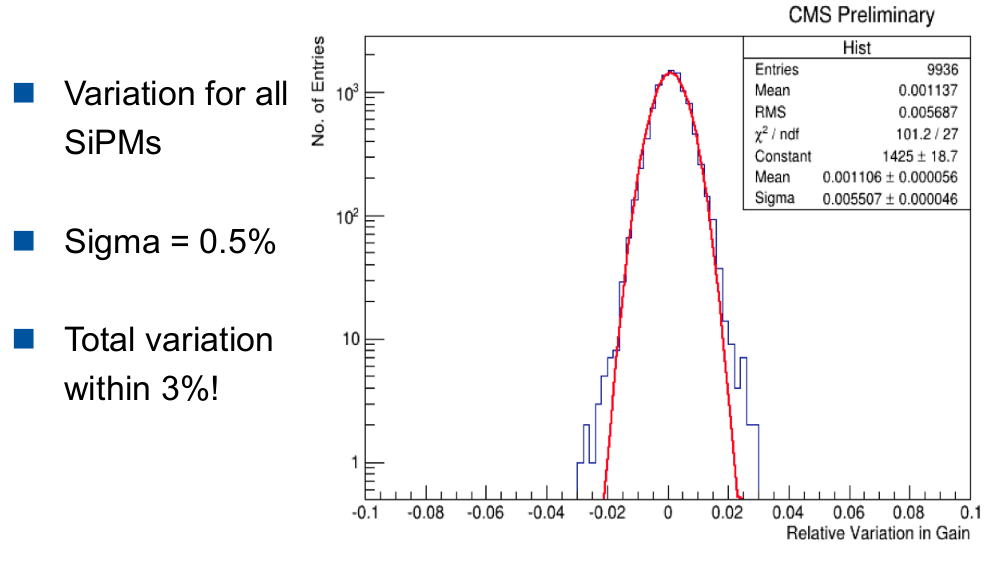 Variation for all
SiPMs
Sigma = 0.5%
Total variation
within 3%!
CMS Preliminary
No. of Entries
Hist
Entries 9936
Mean 0.001137
RMS 0.005687
χ² / ndf 101.2 / 27
Constant 1425 ± 18.7
Mean 0.001106 ± 0.000056
Sigma 0.005507 ± 0.000046
10³
10²
10
1
-0.1 -0.08 -0.06 -0.04 -0.02 0 0.02 0.04 0.06 0.08 0.1
Relative Variation in Gain